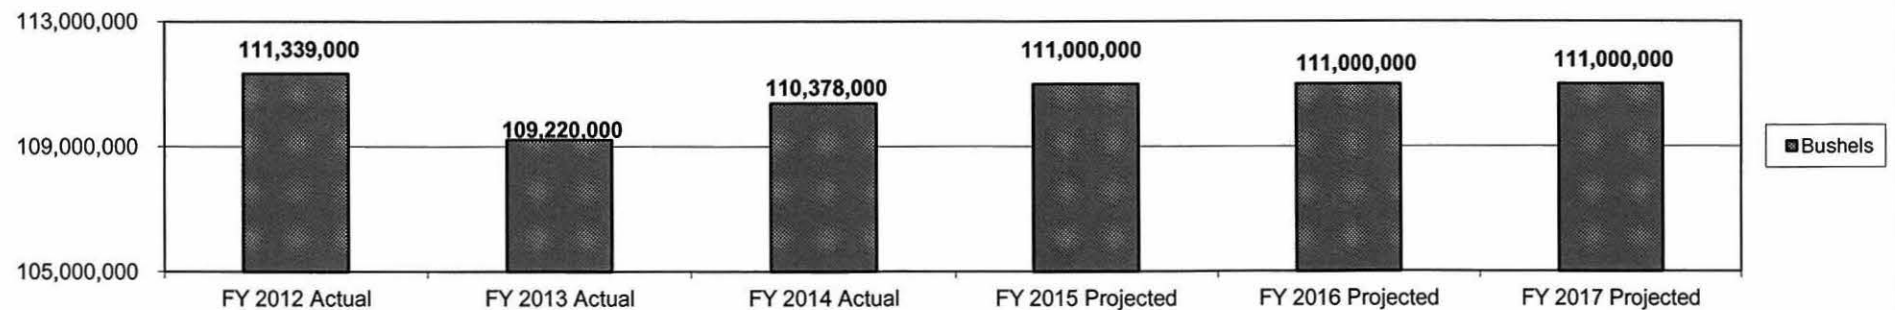 113,000,000
111,339,000
109,220,000
110,378,000
111,000,000
111,000,000
111,000,000
109,000,000
105,000,000
FY 2012 Actual
FY 2013 Actual
FY 2014 Actual
FY 2015 Projected
FY 2016 Projected
FY 2017 Projected
Bushels